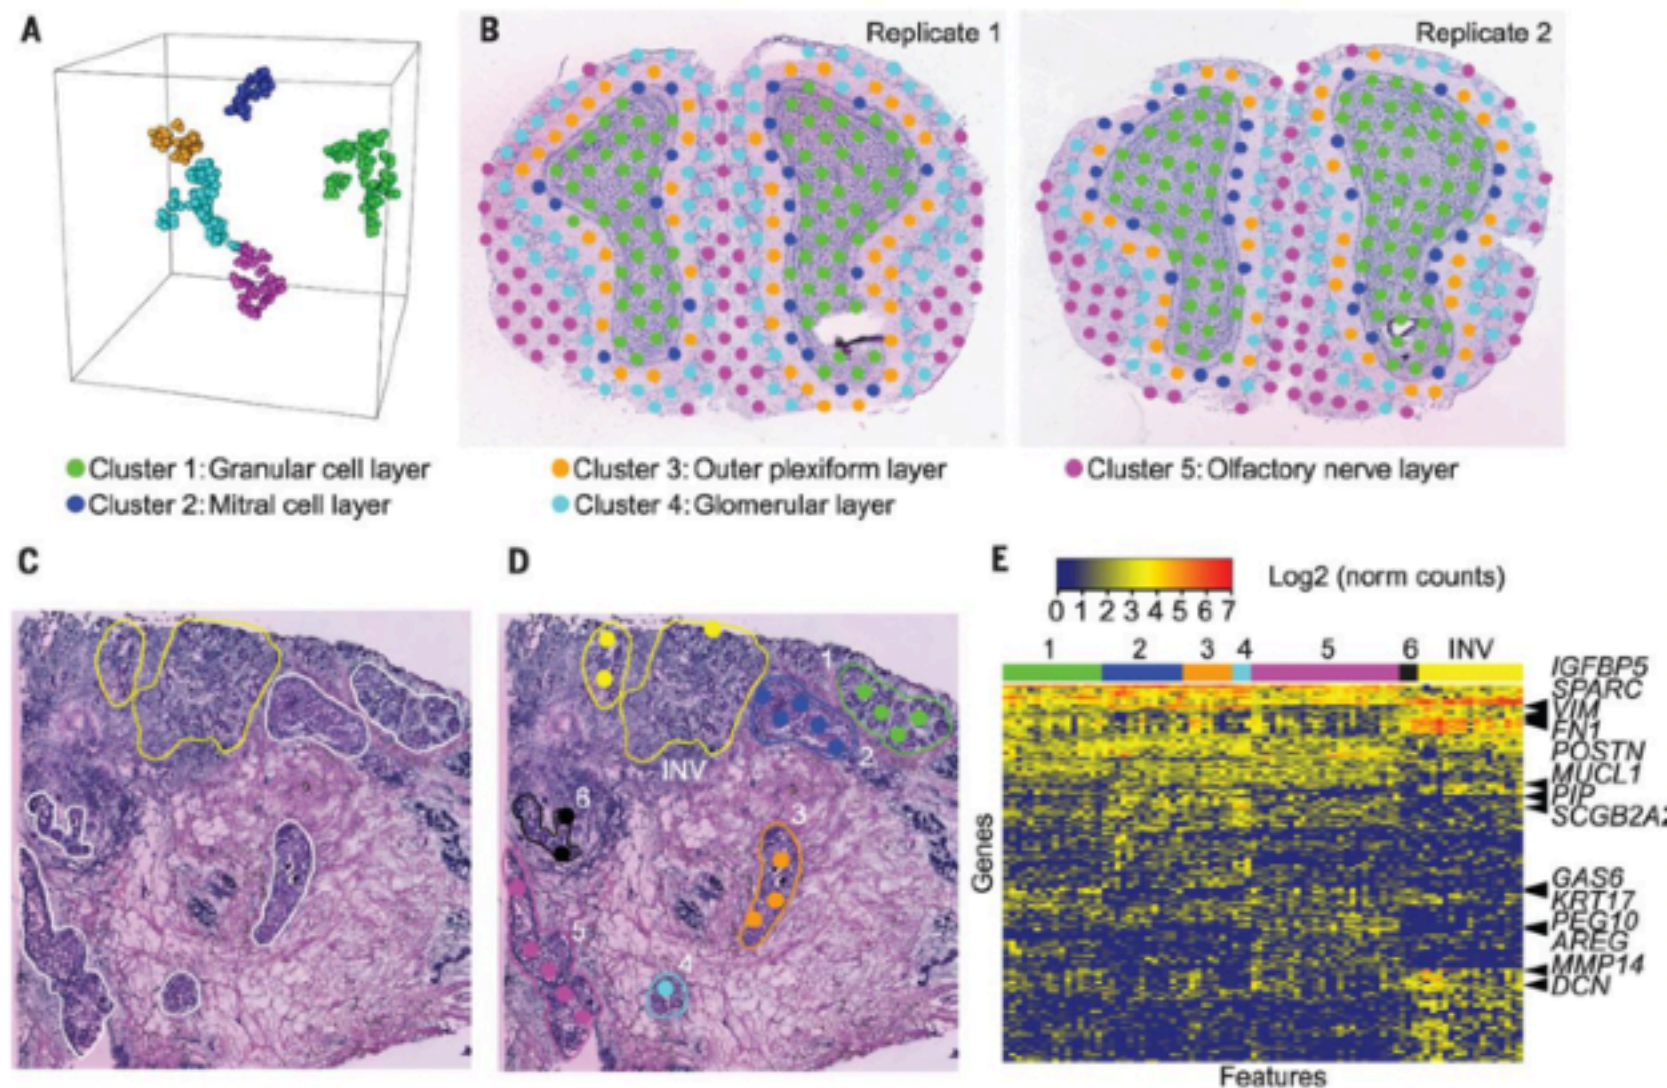 A
B
Replicate 1
Replicate 2
Cluster 1: Granular cell layer
Cluster 2: Mitral cell layer
Cluster 3: Outer plexiform layer
Cluster 4: Glomerular layer
Cluster 5: Olfactory nerve layer
C
D
1
2
INV
6
3
5
4
E
Log2 (norm counts)
0 1 2 3 4 5 6 7
1 2 3 4 5 6 INV
IGFBP5
SPARC
VIM
FN1
POSTN
MUCL1
PIP
SCGB2A2
GAS6
KRT17
PEG10
AREG
MMP14
DCN
Genes
Features